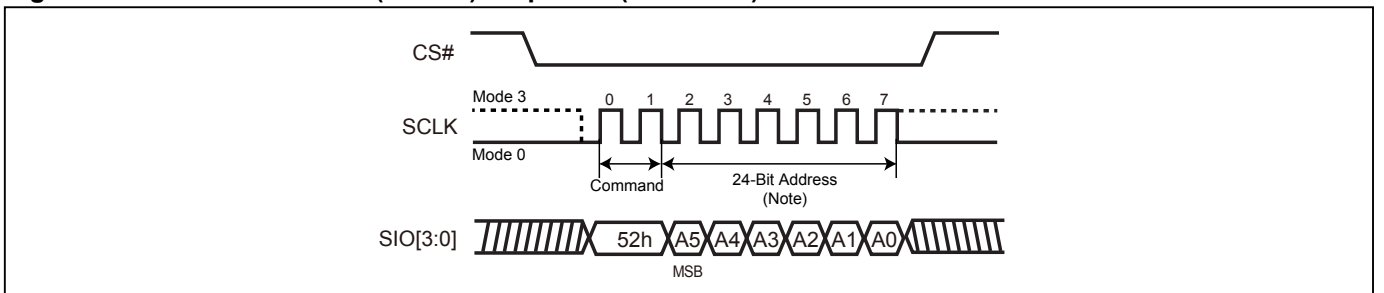 CS#
Mode 3
0 1 2 3 4 5 6 7
SCLK
Mode 0
Command
24-Bit Address
(Note)
SIO[3:0]
52h A5 A4 A3 A2 A1 A0
MSB